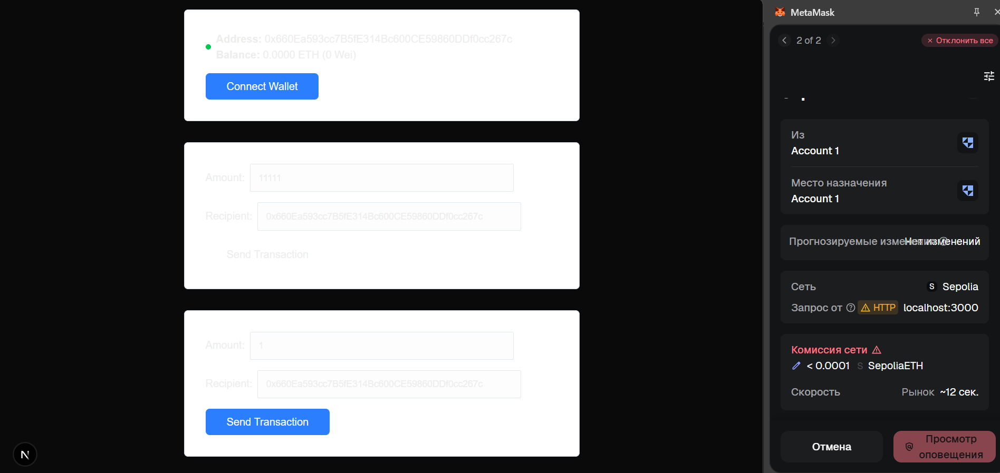 Address: 0x660Ea593cc7B5fE314Bc600CE59860DDf0cc267c
Balance: 0.0000 ETH (0 Wei)
Connect Wallet
Amount: 11111
Recipient: 0x660Ea593cc7B5fE314Bc600CE59860DDf0cc267c
Send Transaction
Amount: 1
Recipient: 0x660Ea593cc7B5fE314Bc600CE59860DDf0cc267c
Send Transaction
N
MetaMask
2 of 2
Отклонить все
Из
Account 1
Место назначения
Account 1
Прогнозируемые изменения Нет изменений
Сеть S Sepolia
Запрос от HTTP localhost:3000
Комиссия сети
< 0.0001 S SepoliaETH
Скорость Рынок ~12 сек.
Отмена
Просмотр
оповещения